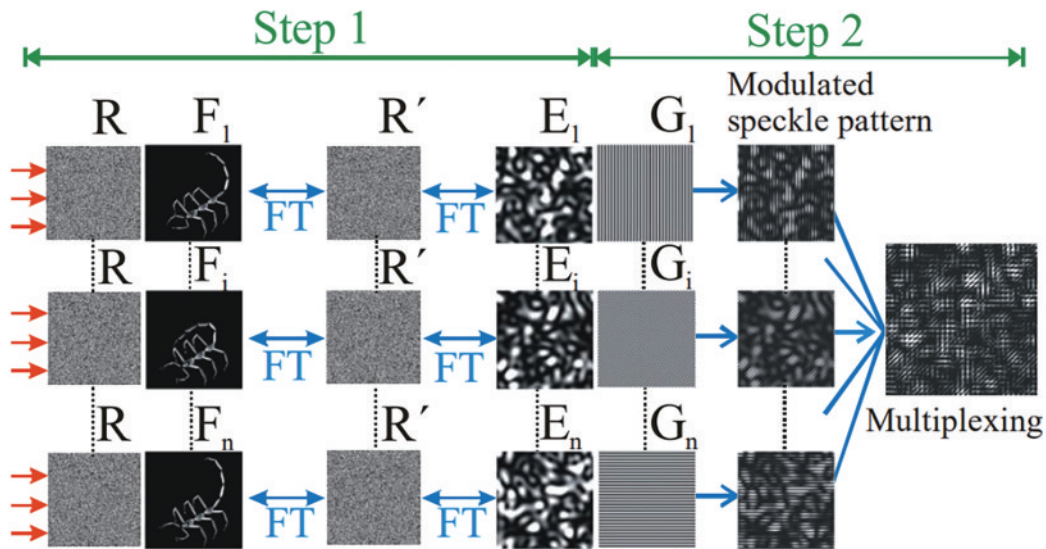 Step 1 Step 2
R F1 R´ E1 G1 Modulated speckle pattern
FT FT
R Fi R´ Ei Gi
FT FT
Multiplexing
R Fn R´ En Gn
FT FT